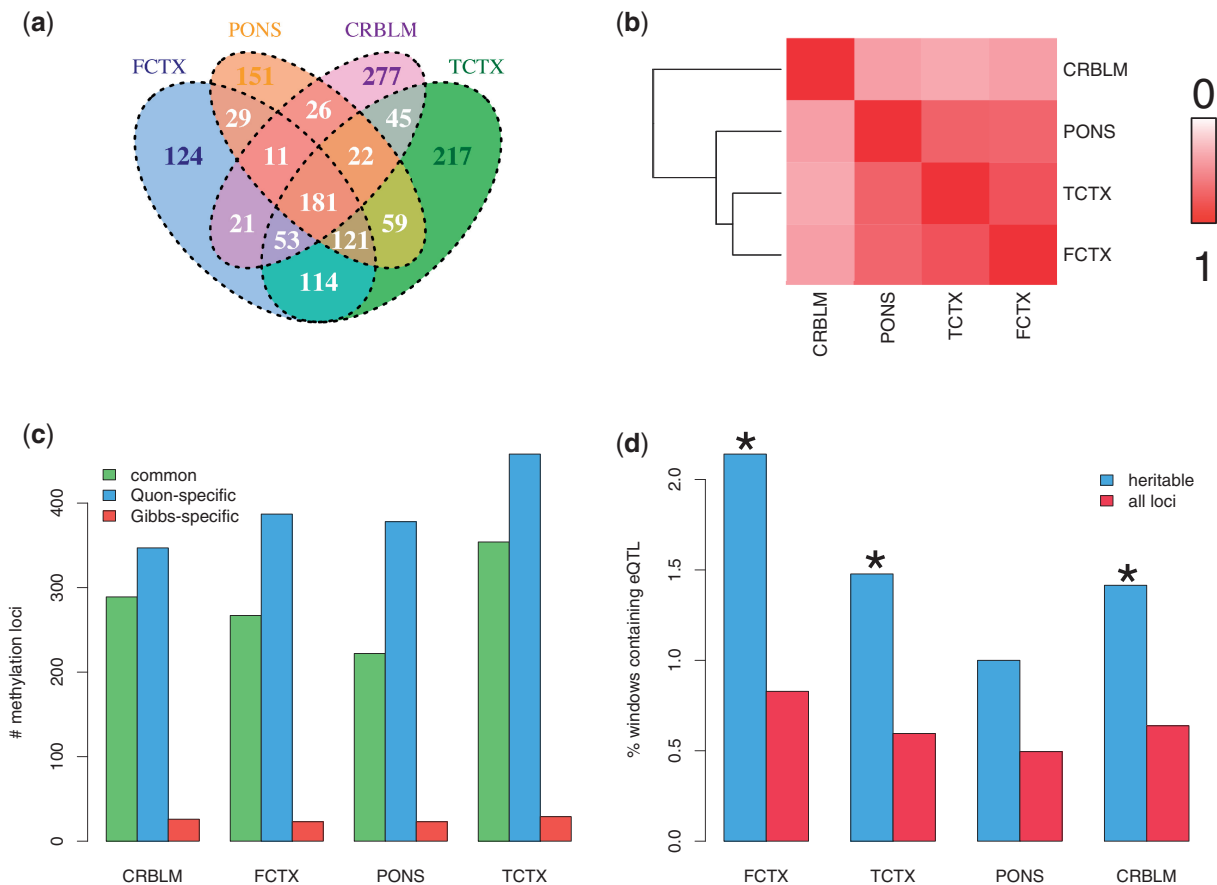 (a)
FCTX
PONS
CRBLM
TCTX
151
277
29
26
45
124
11
22
217
181
21
53
121
59
114
(b)
CRBLM
PONS
TCTX
FCTX
CRBLM
PONS
TCTX
FCTX
0
1
(c)
# methylation loci
400
300
200
100
0
common
Quon-specific
Gibbs-specific
CRBLM
FCTX
PONS
TCTX
(d)
% windows containing eQTL
2.0
1.5
1.0
0.5
0.0
*
*
*
heritable
all loci
FCTX
TCTX
PONS
CRBLM